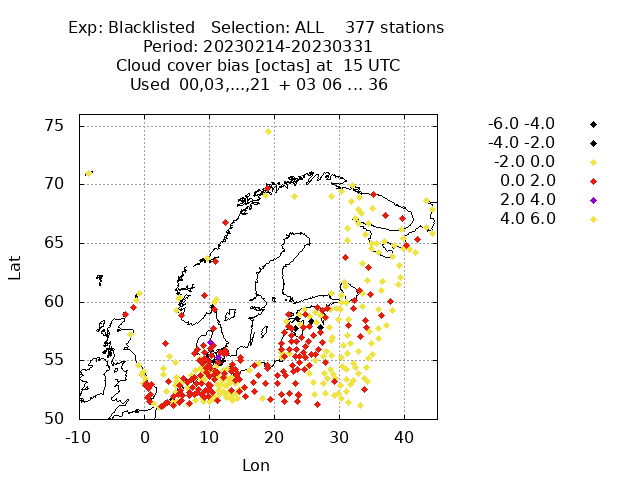 Exp: Blacklisted Selection: ALL 377 stations
Period: 20230214-20230331
Cloud cover bias [octas] at 15 UTC
Used 00,03,...,21 + 03 06 ... 36
-6.0 -4.0
-4.0 -2.0
-2.0 0.0
0.0 2.0
2.0 4.0
4.0 6.0
75
70
65
60
55
50
Lat
-10 0 10 20 30 40
Lon